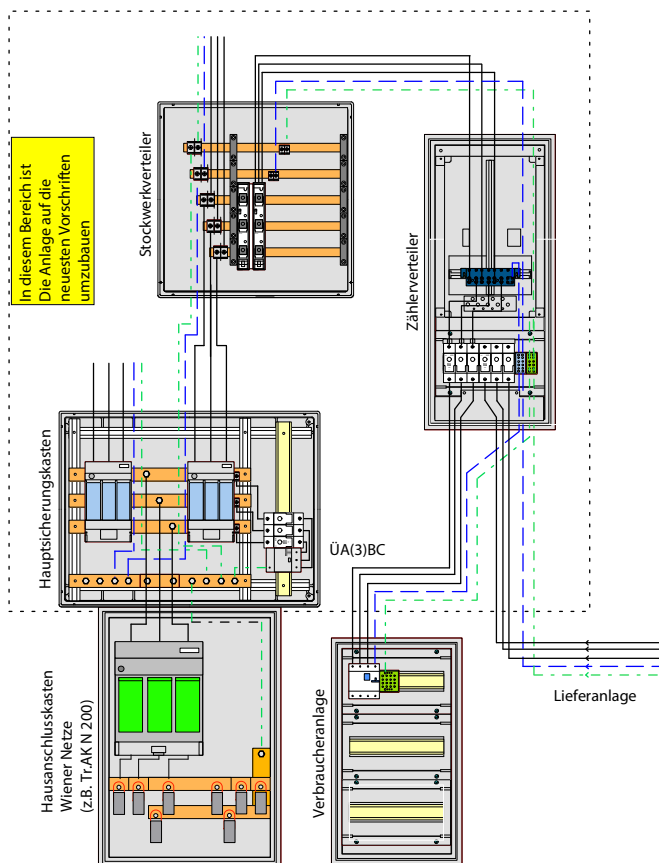 In diesem Bereich ist
Die Anlage auf die
neuesten Vorschriften
umzubauen
Stockwerkverteiler
Zählerverteiler
Hauptsicherungskasten
ÜA(3)BC
Hausanschlusskasten
Wiener Netze
(z.B. Tr.AK N 200)
Verbraucheranlage
Lieferanlage